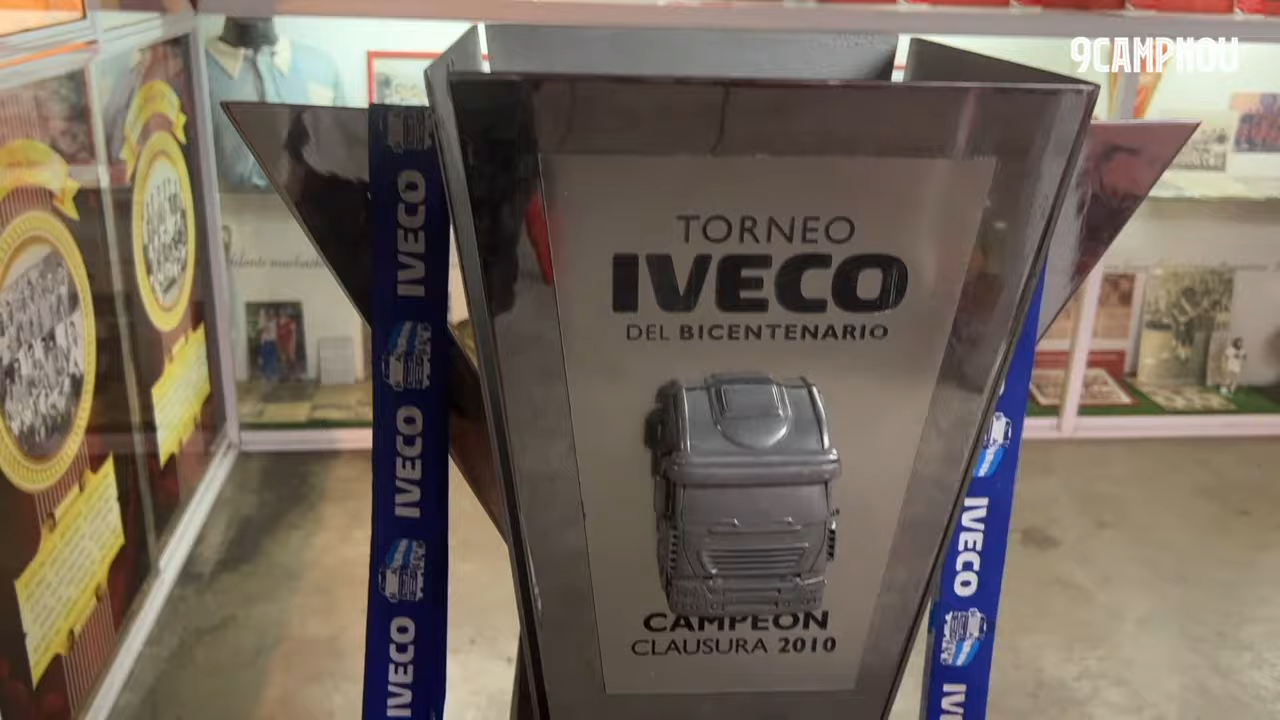 9CAMPNOU
TORNEO
IVECO
DEL BICENTENARIO
CAMPEON
CLAUSURA 2010
IVECO
IVECO
IVECO
IVECO